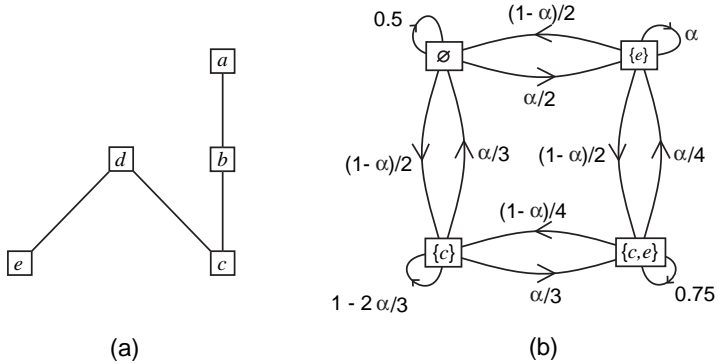 a
b
c
d
e
(a)
0.5
(1-α)/2
α
∅
{e}
α/2
(1-α)/2
α/3
(1-α)/2
α/4
(1-α)/4
{c}
{c,e}
1 - 2 α/3
α/3
0.75
(b)